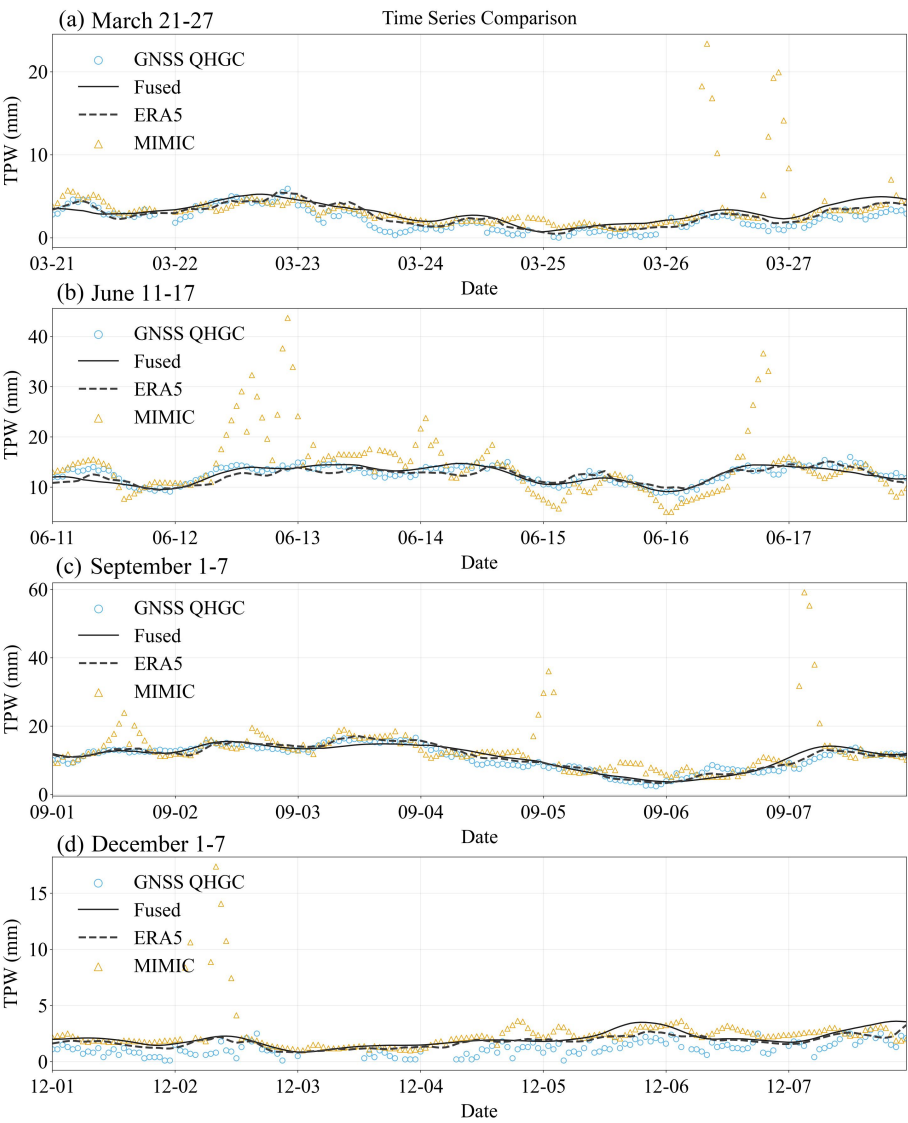 (a) March 21-27
Time Series Comparison
TPW (mm)
20
10
0
GNSS QHGC
Fused
ERA5
MIMIC
03-21 03-22 03-23 03-24 03-25 03-26 03-27
Date
(b) June 11-17
TPW (mm)
40
30
20
10
GNSS QHGC
Fused
ERA5
MIMIC
06-11 06-12 06-13 06-14 06-15 06-16 06-17
Date
(c) September 1-7
TPW (mm)
60
40
20
0
GNSS QHGC
Fused
ERA5
MIMIC
09-01 09-02 09-03 09-04 09-05 09-06 09-07
Date
(d) December 1-7
TPW (mm)
15
10
5
0
GNSS QHGC
Fused
ERA5
MIMIC
12-01 12-02 12-03 12-04 12-05 12-06 12-07
Date